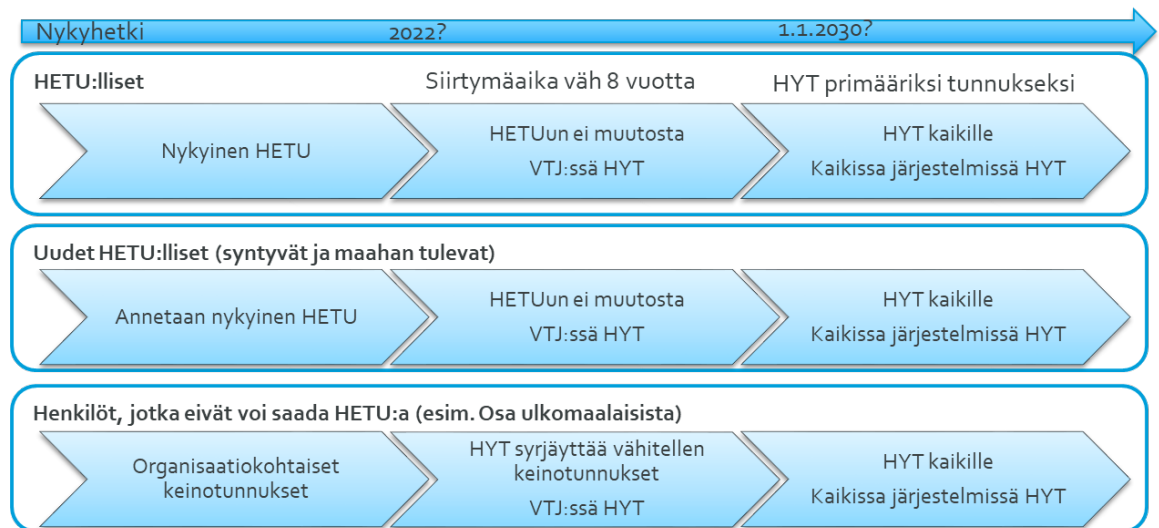 Nykyhetki 2022? 1.1.2030?
HETU:lliset Siirtymäaika väh 8 vuotta HYT primääriksi tunnukseksi
Nykyinen HETU
HETUun ei muutosta
VTJ:ssä HYT
HYT kaikille
Kaikissa järjestelmissä HYT
Uudet HETU:lliset (syntyvät ja maahan tulevat)
Annetaan nykyinen HETU
HETUun ei muutosta
VTJ:ssä HYT
HYT kaikille
Kaikissa järjestelmissä HYT
Henkilöt, jotka eivät voi saada HETU:a (esim. Osa ulkomaalaisista)
Organisaatiokohtaiset
keinotunnukset
HYT syrjäyttää vähitellen
keinotunnukset
VTJ:ssä HYT
HYT kaikille
Kaikissa järjestelmissä HYT